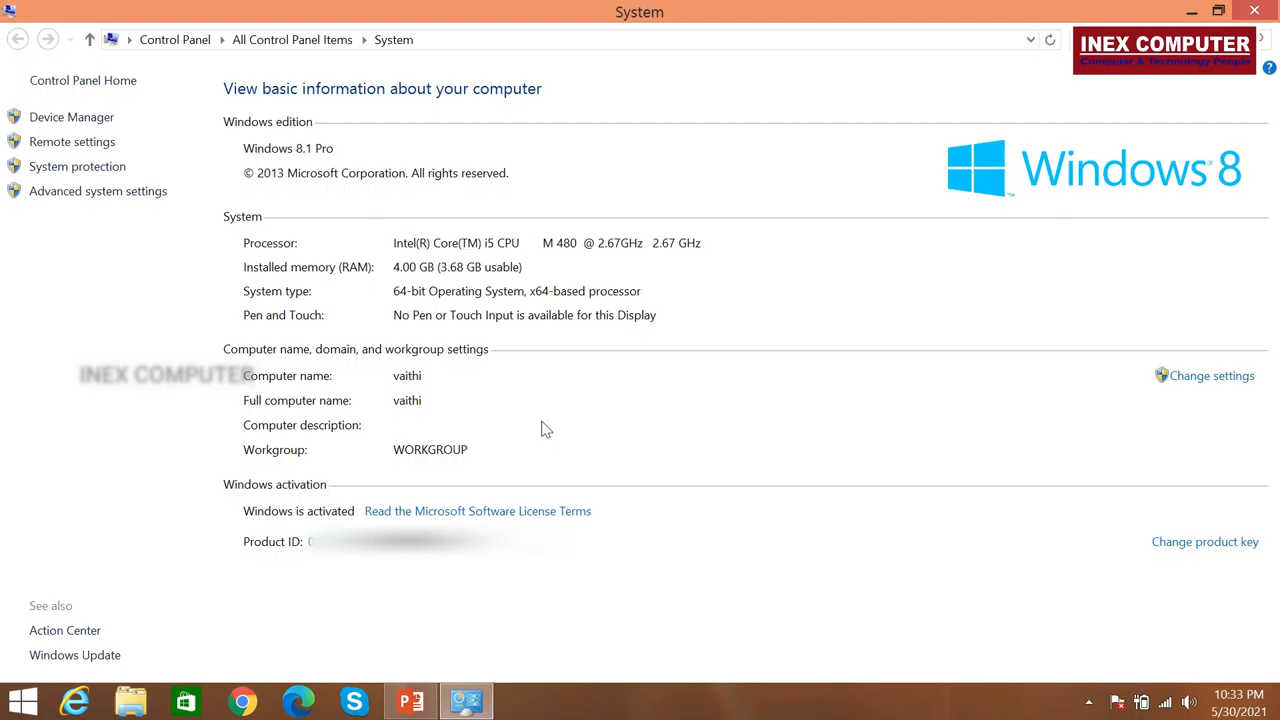 System
Control Panel
All Control Panel Items
System
INEX COMPUTER
Computer & Technology People
Control Panel Home
Device Manager
Remote settings
System protection
Advanced system settings
View basic information about your computer
Windows edition
Windows 8.1 Pro
© 2013 Microsoft Corporation. All rights reserved.
Windows® 8
System
Processor: Intel(R) Core(TM) i5 CPU M 480 @ 2.67GHz 2.67 GHz
Installed memory (RAM): 4.00 GB (3.68 GB usable)
System type: 64-bit Operating System, x64-based processor
Pen and Touch: No Pen or Touch Input is available for this Display
Computer name, domain, and workgroup settings
INEX COMPUTER
Computer name: vaithi
Change settings
Full computer name: vaithi
Computer description:
Workgroup: WORKGROUP
Windows activation
Windows is activated Read the Microsoft Software License Terms
Product ID:
Change product key
See also
Action Center
Windows Update
10:33 PM
5/30/2021